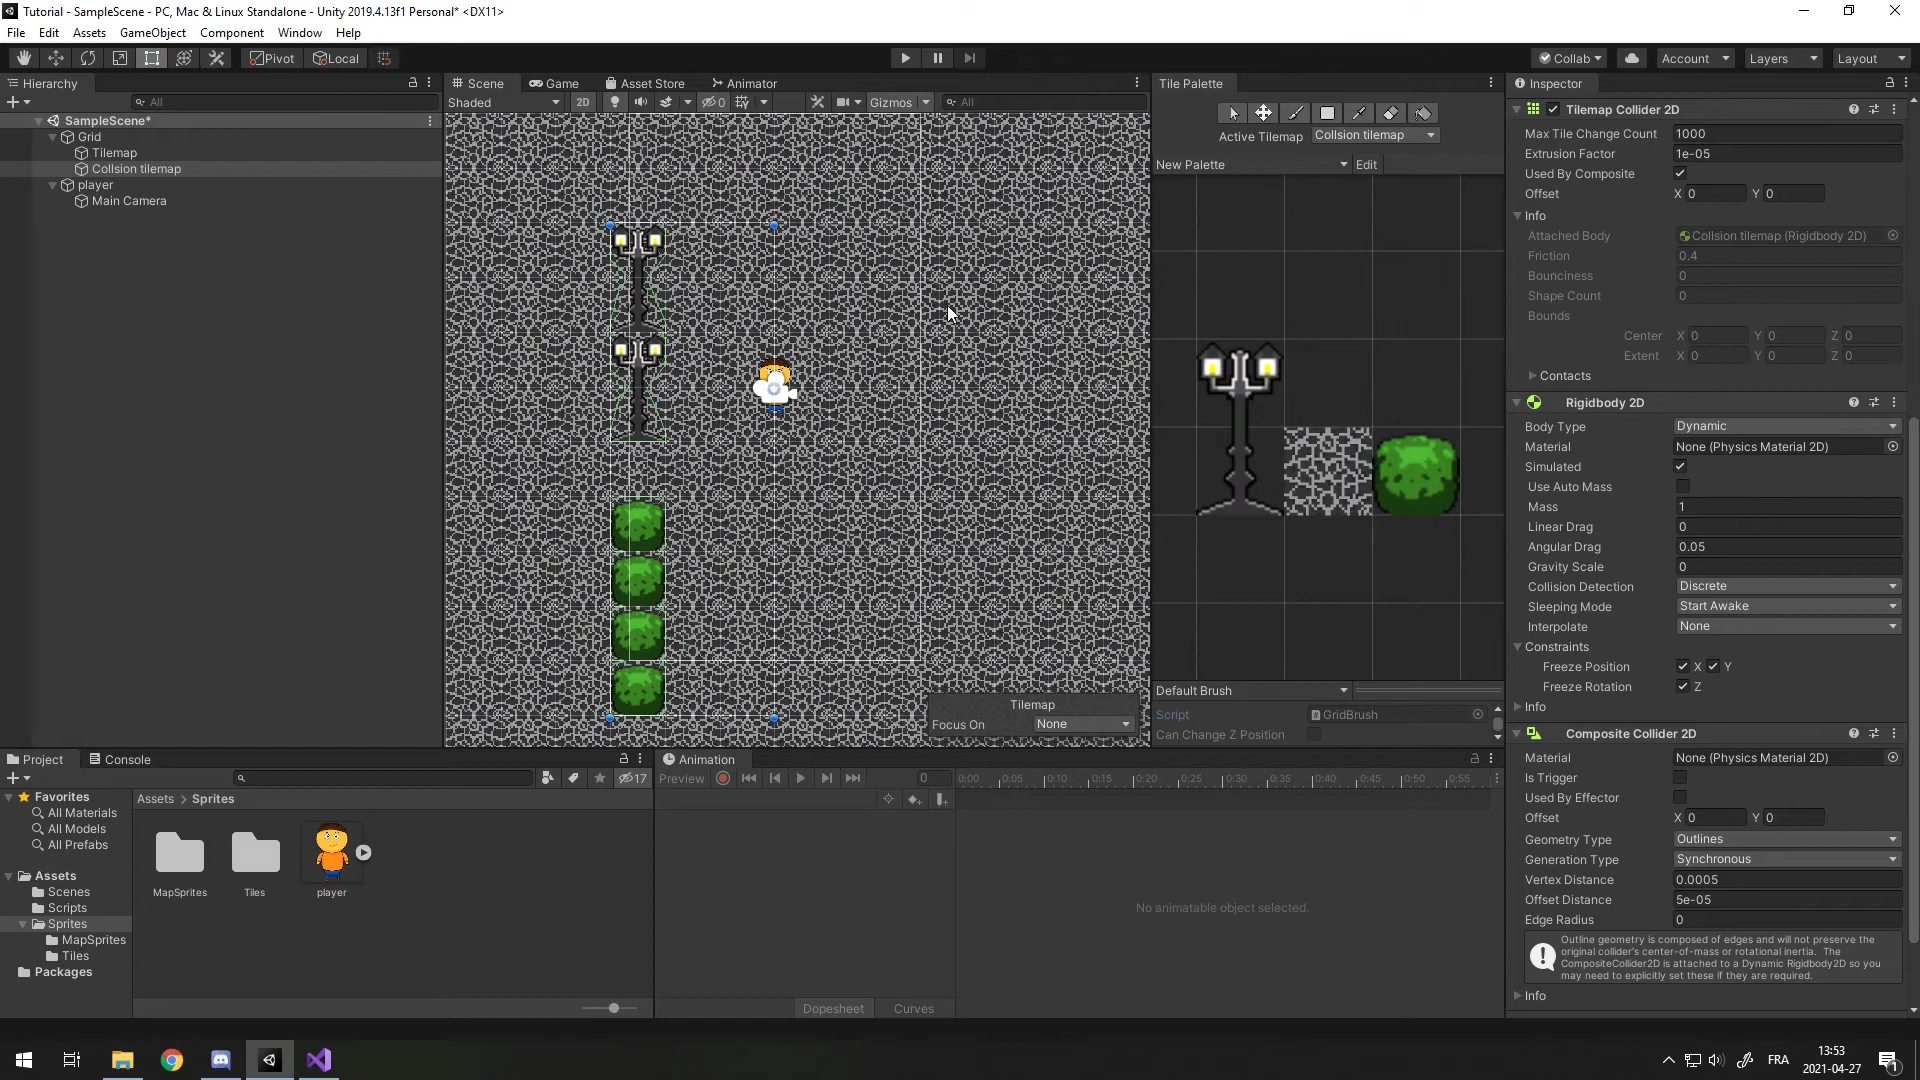 Tutorial - SampleScene - PC, Mac & Linux Standalone - Unity 2019.4.13f1 Personal* <DX11>
File Edit Assets GameObject Component Window Help
Pivot Local Collab Account Layers Layout
Hierarchy
All
SampleScene*
Grid
Tilemap
Collsion tilemap
player
Main Camera
Scene Game Asset Store Animator
Shaded 2D 0 Gizmos All
Tilemap
Focus On None
Tile Palette
Active Tilemap Collsion tilemap
New Palette Edit
Default Brush
Script GridBrush
Can Change Z Position
Inspector
Tilemap Collider 2D
Max Tile Change Count 1000
Extrusion Factor 1e-05
Used By Composite
Offset X 0 Y 0
Info
Attached Body Collsion tilemap (Rigidbody 2D)
Friction 0.4
Bounciness 0
Shape Count 0
Bounds
Center X 0 Y 0 Z 0
Extent X 0 Y 0 Z 0
Contacts
Rigidbody 2D
Body Type Dynamic
Material None (Physics Material 2D)
Simulated
Use Auto Mass
Mass 1
Linear Drag 0
Angular Drag 0.05
Gravity Scale 0
Collision Detection Discrete
Sleeping Mode Start Awake
Interpolate None
Constraints
Freeze Position X Y
Freeze Rotation Z
Info
Composite Collider 2D
Material None (Physics Material 2D)
Is Trigger
Used By Effector
Offset X 0 Y 0
Geometry Type Outlines
Generation Type Synchronous
Vertex Distance 0.0005
Offset Distance 5e-05
Edge Radius 0
Outline geometry is composed of edges and will not preserve the
original collider's center-of-mass or rotational inertia. The
CompositeCollider2D is attached to a Dynamic Rigidbody2D so you
may need to explicitly set these if they are required.
Info
Project Console
17
Favorites
All Materials
All Models
All Prefabs
Assets
Scenes
Scripts
Sprites
MapSprites
Tiles
Packages
Assets > Sprites
MapSprites Tiles player
Animation
Preview 0
0:00 0:05 0:10 0:15 0:20 0:25 0:30 0:35 0:40 0:45 0:50 0:55
No animatable object selected.
Dopesheet Curves
FRA
13:53
2021-04-27
1